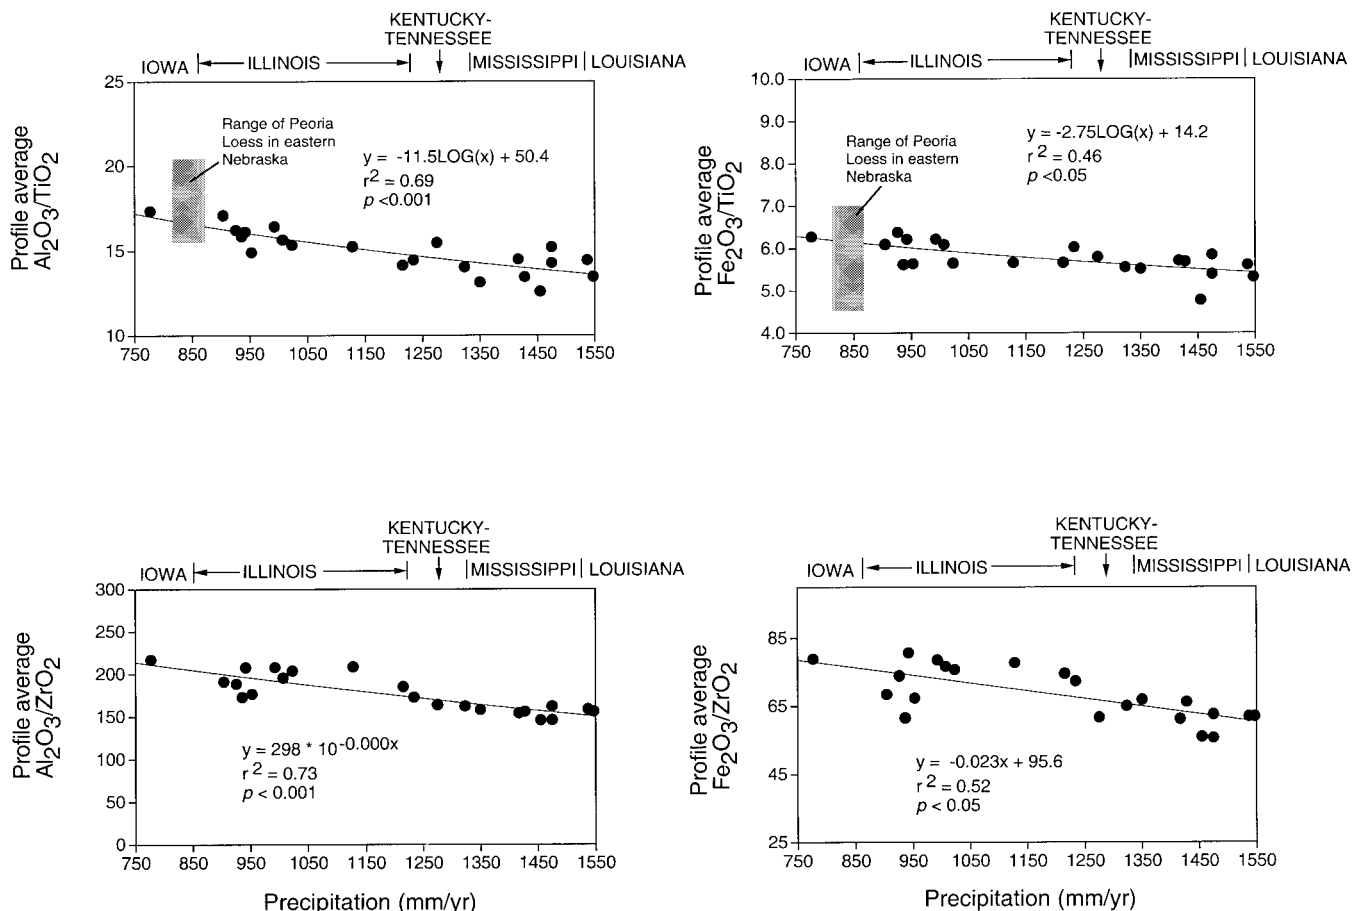 KENTUCKY-
TENNESSEE
IOWA ILLINOIS MISSISSIPPI LOUISIANA
25
20
15
10
Profile average
Al2O3/TiO2
Range of Peoria
Loess in eastern
Nebraska
y = -11.5LOG(x) + 50.4
r2 = 0.69
p <0.001
750 850 950 1050 1150 1250 1350 1450 1550
KENTUCKY-
TENNESSEE
IOWA ILLINOIS MISSISSIPPI LOUISIANA
10.0
9.0
8.0
7.0
6.0
5.0
4.0
Profile average
Fe2O3/TiO2
Range of Peoria
Loess in eastern
Nebraska
y = -2.75LOG(x) + 14.2
r2 = 0.46
p <0.05
750 850 950 1050 1150 1250 1350 1450 1550
KENTUCKY-
TENNESSEE
IOWA ILLINOIS MISSISSIPPI LOUISIANA
300
250
200
150
100
50
0
Profile average
Al2O3/ZrO2
y = 298 * 10-0.000x
r2 = 0.73
p < 0.001
750 850 950 1050 1150 1250 1350 1450 1550
Precipitation (mm/yr)
KENTUCKY-
TENNESSEE
IOWA ILLINOIS MISSISSIPPI LOUISIANA
85
65
45
25
Profile average
Fe2O3/ZrO2
y = -0.023x + 95.6
r2 = 0.52
p < 0.05
750 850 950 1050 1150 1250 1350 1450 1550
Precipitation (mm/yr)